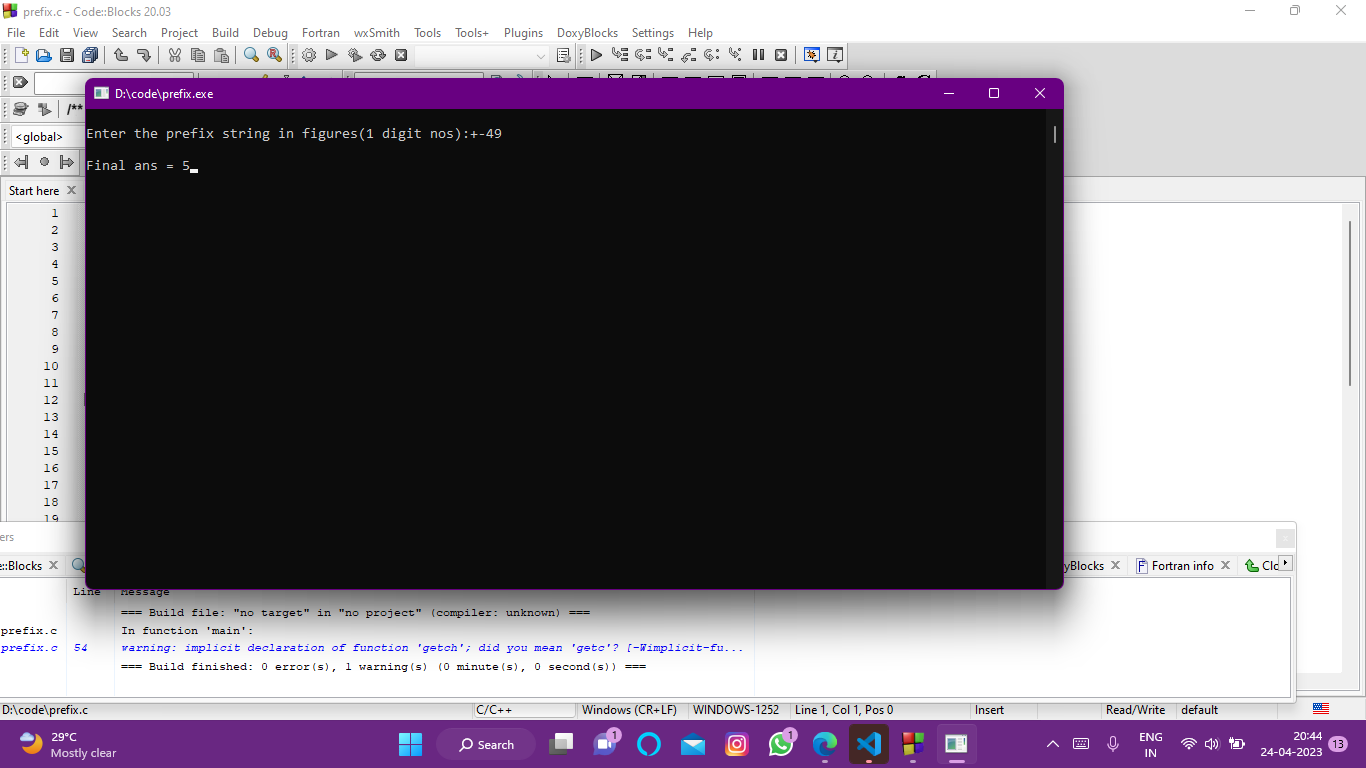 prefix.c - Code::Blocks 20.03
File Edit View Search Project Build Debug Fortran wxSmith Tools Tools+ Plugins DoxyBlocks Settings Help
/**
D:\code\prefix.exe
<global>
Enter the prefix string in figures(1 digit nos):+-49
Final ans = 5
Start here
1
2
3
4
5
6
7
8
9
10
11
12
13
14
15
16
17
18
19
ers
::Blocks
yBlocks Fortran info Clo
Line Message
=== Build file: "no target" in "no project" (compiler: unknown) ===
prefix.c In function 'main':
prefix.c 54 warning: implicit declaration of function 'getch'; did you mean 'getc'? [-Wimplicit-fu...
=== Build finished: 0 error(s), 1 warning(s) (0 minute(s), 0 second(s)) ===
D:\code\prefix.c C/C++ Windows (CR+LF) WINDOWS-1252 Line 1, Col 1, Pos 0 Insert Read/Write default
29°C
Mostly clear
Search
1
1
ENG
IN
20:44
24-04-2023
13